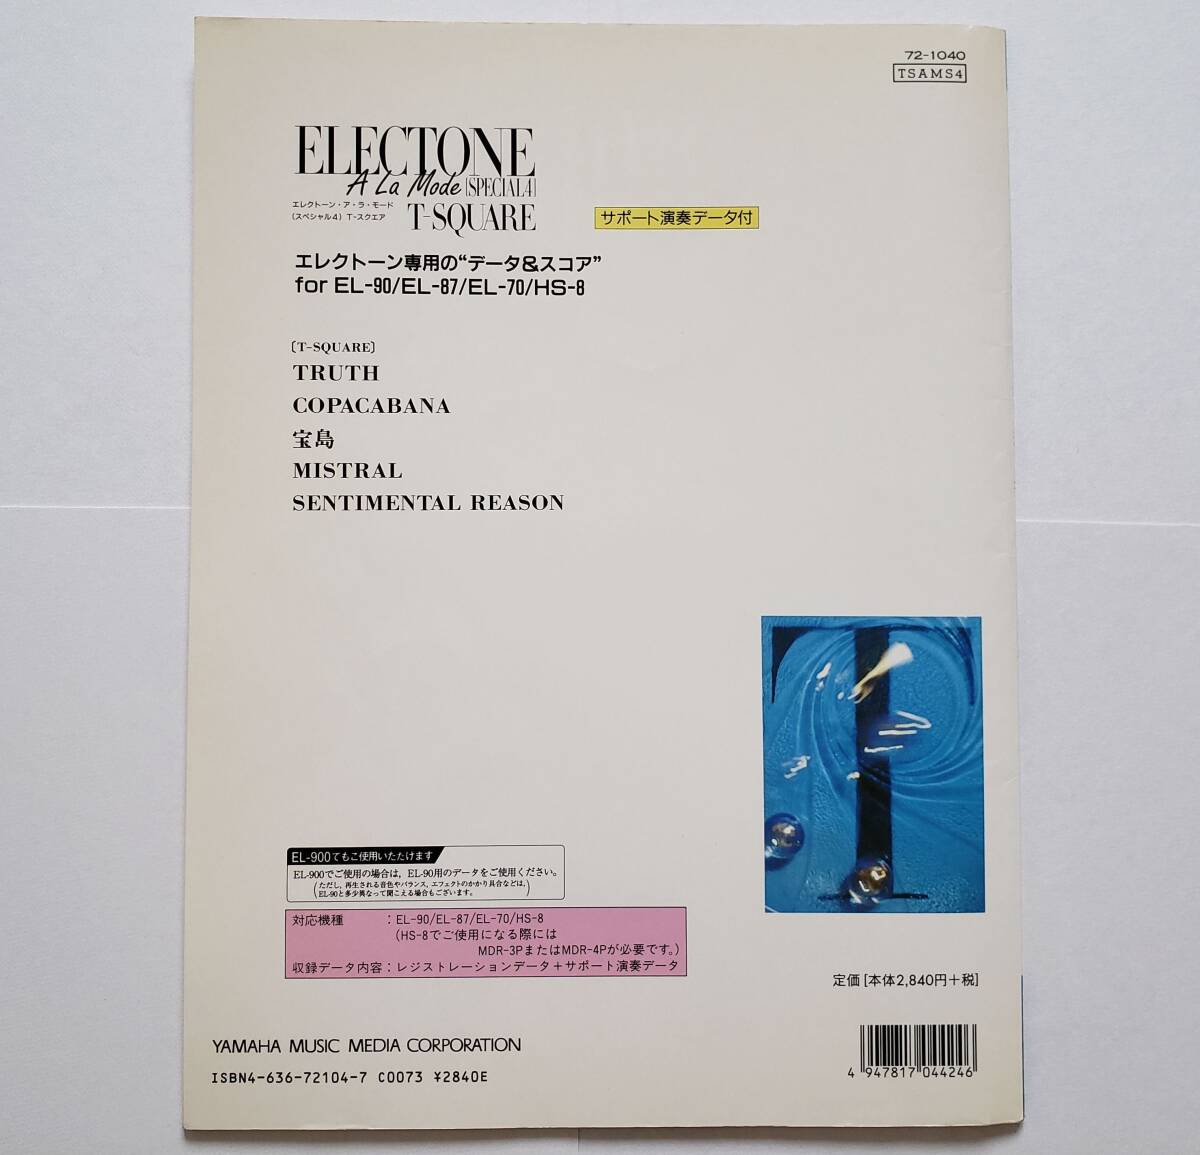 72-1040
TSAMS4
ELECTONE
A La Mode [SPECIAL4]
エレクトーン・ア・ラ・モード
(スペシャル4) T-スクエア
T-SQUARE
サポート演奏データ付
エレクトーン専用の“データ&スコア”
for EL-90/EL-87/EL-70/HS-8
〔T-SQUARE〕
TRUTH
COPACABANA
宝島
MISTRAL
SENTIMENTAL REASON
EL-900でもご使用いただけます
EL-900でご使用の場合は，EL-90用のデータをご使用ください。
(ただし，再生される音色やバランス，エフェクトのかかり具合などは，
EL-90と多少異なって聞こえる場合もございます。)
対応機種 : EL-90/EL-87/EL-70/HS-8
(HS-8でご使用になる際には
MDR-3PまたはMDR-4Pが必要です。)
収録データ内容 : レジストレーションデータ+サポート演奏データ
定価 [本体2,840円+税]
YAMAHA MUSIC MEDIA CORPORATION
ISBN4-636-72104-7 C0073 ¥2840E
4 947817 044246